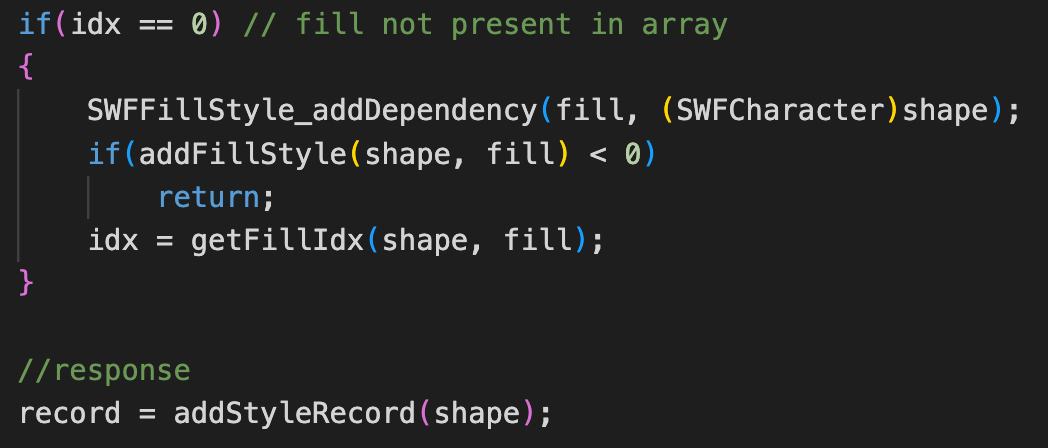 if(idx == 0) // fill not present in array
{
    SWFFillStyle_addDependency(fill, (SWFCharacter)shape);
    if(addFillStyle(shape, fill) < 0)
        return;
    idx = getFillIdx(shape, fill);
}

//response
record = addStyleRecord(shape);